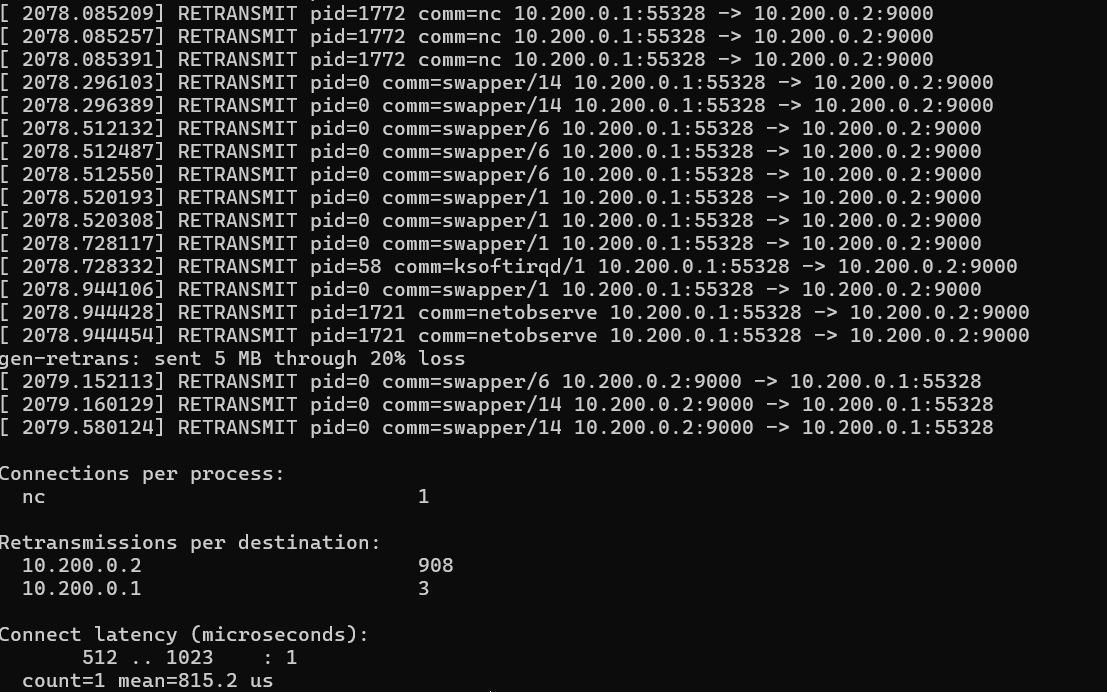 [ 2078.085209] RETRANSMIT pid=1772 comm=nc 10.200.0.1:55328 -> 10.200.0.2:9000
[ 2078.085257] RETRANSMIT pid=1772 comm=nc 10.200.0.1:55328 -> 10.200.0.2:9000
[ 2078.085391] RETRANSMIT pid=1772 comm=nc 10.200.0.1:55328 -> 10.200.0.2:9000
[ 2078.296103] RETRANSMIT pid=0 comm=swapper/14 10.200.0.1:55328 -> 10.200.0.2:9000
[ 2078.296389] RETRANSMIT pid=0 comm=swapper/14 10.200.0.1:55328 -> 10.200.0.2:9000
[ 2078.512132] RETRANSMIT pid=0 comm=swapper/6 10.200.0.1:55328 -> 10.200.0.2:9000
[ 2078.512487] RETRANSMIT pid=0 comm=swapper/6 10.200.0.1:55328 -> 10.200.0.2:9000
[ 2078.512550] RETRANSMIT pid=0 comm=swapper/6 10.200.0.1:55328 -> 10.200.0.2:9000
[ 2078.520193] RETRANSMIT pid=0 comm=swapper/1 10.200.0.1:55328 -> 10.200.0.2:9000
[ 2078.520308] RETRANSMIT pid=0 comm=swapper/1 10.200.0.1:55328 -> 10.200.0.2:9000
[ 2078.728117] RETRANSMIT pid=0 comm=swapper/1 10.200.0.1:55328 -> 10.200.0.2:9000
[ 2078.728332] RETRANSMIT pid=58 comm=ksoftirqd/1 10.200.0.1:55328 -> 10.200.0.2:9000
[ 2078.944106] RETRANSMIT pid=0 comm=swapper/1 10.200.0.1:55328 -> 10.200.0.2:9000
[ 2078.944428] RETRANSMIT pid=1721 comm=netobserve 10.200.0.1:55328 -> 10.200.0.2:9000
[ 2078.944454] RETRANSMIT pid=1721 comm=netobserve 10.200.0.1:55328 -> 10.200.0.2:9000
gen-retrans: sent 5 MB through 20% loss
[ 2079.152113] RETRANSMIT pid=0 comm=swapper/6 10.200.0.2:9000 -> 10.200.0.1:55328
[ 2079.160129] RETRANSMIT pid=0 comm=swapper/14 10.200.0.2:9000 -> 10.200.0.1:55328
[ 2079.580124] RETRANSMIT pid=0 comm=swapper/14 10.200.0.2:9000 -> 10.200.0.1:55328
Connections per process:
nc 1
Retransmissions per destination:
10.200.0.2 908
10.200.0.1 3
Connect latency (microseconds):
512 .. 1023 : 1
count=1 mean=815.2 us